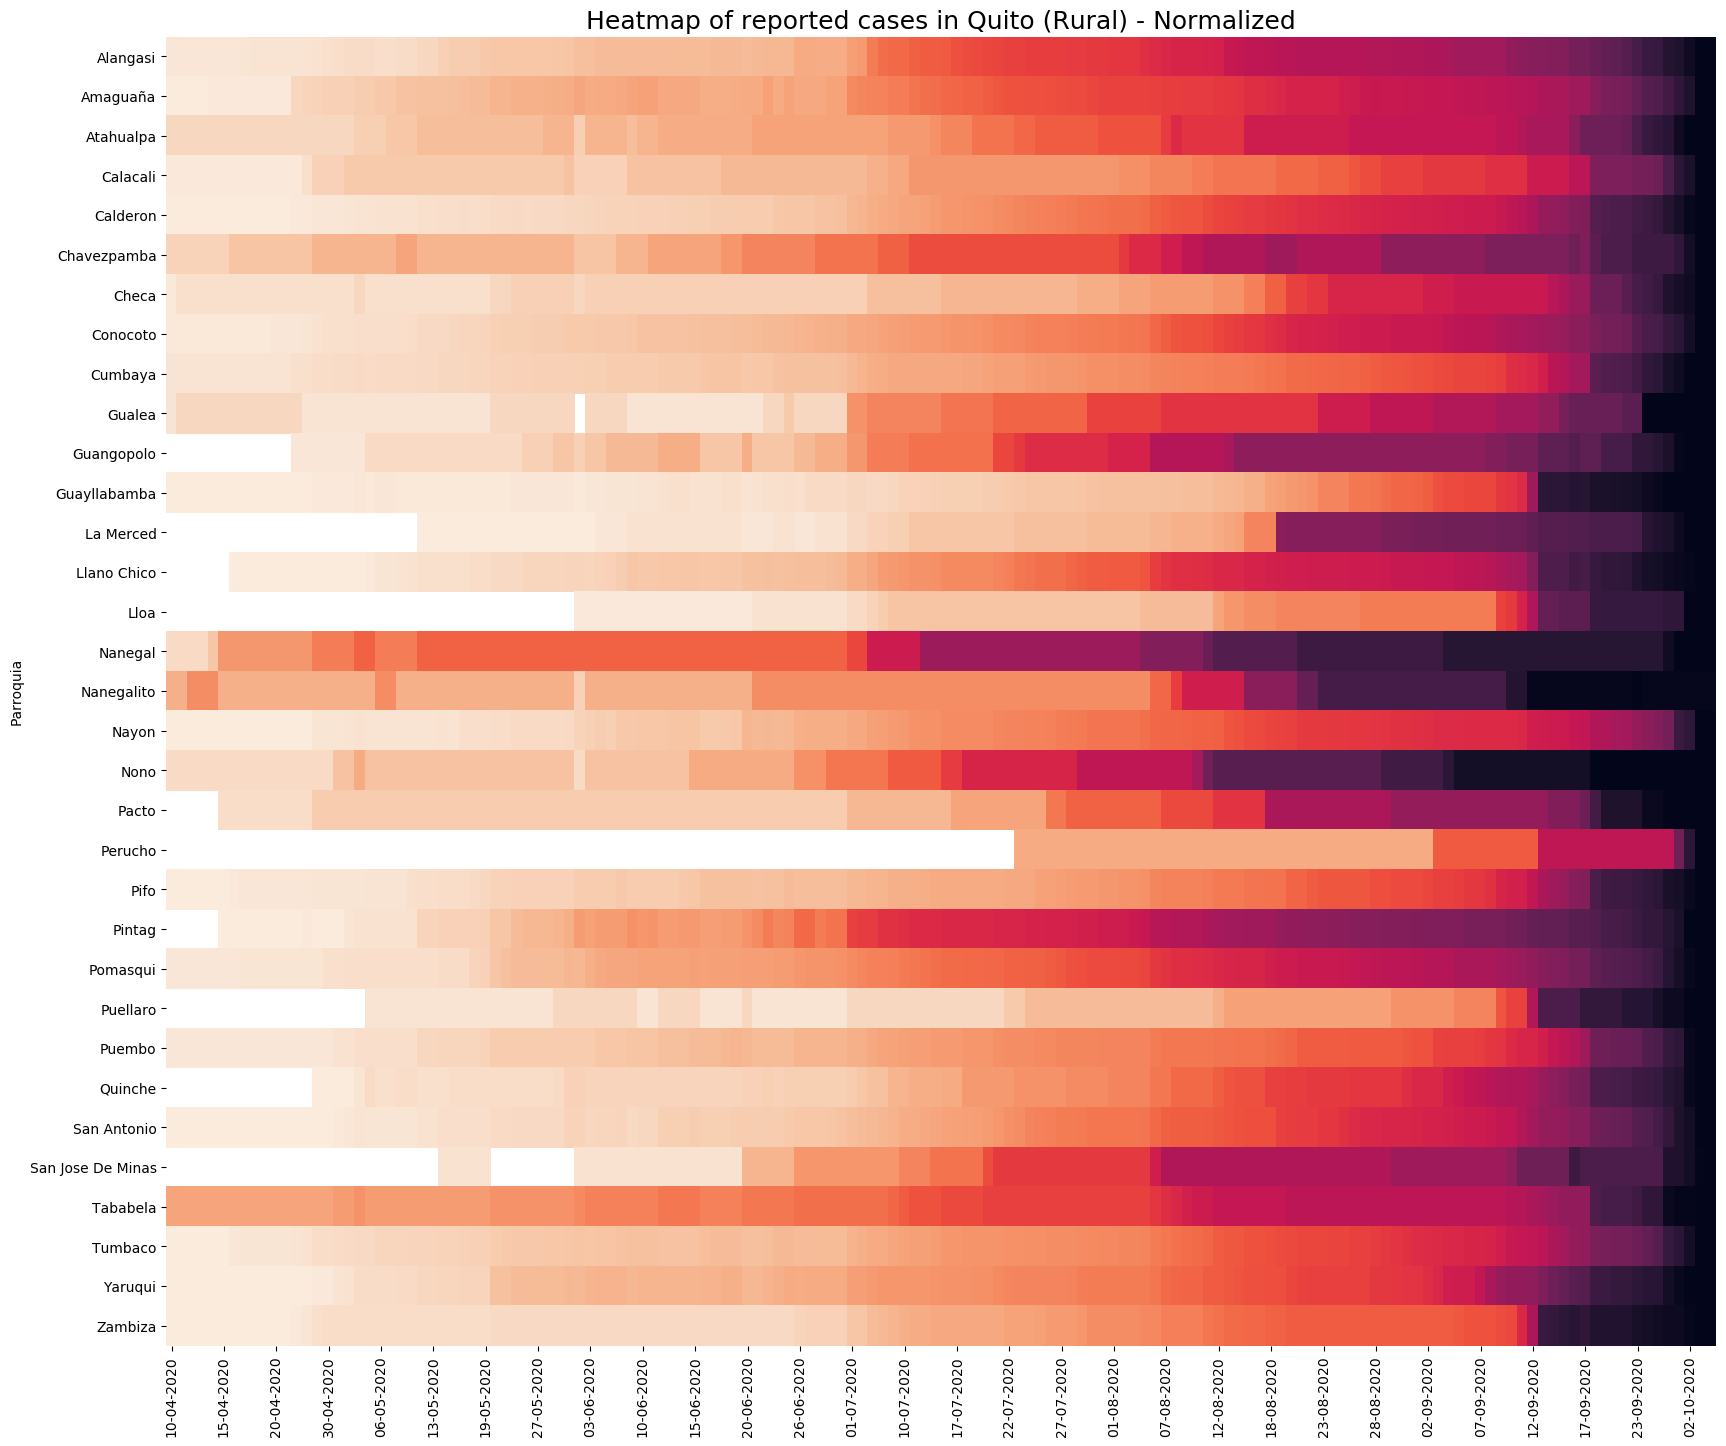 Heatmap of reported cases in Quito (Rural) - Normalized
Parroquia
Alangasi
Amaguaña
Atahualpa
Calacali
Calderon
Chavezpamba
Checa
Conocoto
Cumbaya
Gualea
Guangopolo
Guayllabamba
La Merced
Llano Chico
Lloa
Nanegal
Nanegalito
Nayon
Nono
Pacto
Perucho
Pifo
Pintag
Pomasqui
Puellaro
Puembo
Quinche
San Antonio
San Jose De Minas
Tababela
Tumbaco
Yaruqui
Zambiza
10-04-2020
15-04-2020
20-04-2020
30-04-2020
06-05-2020
13-05-2020
19-05-2020
27-05-2020
03-06-2020
10-06-2020
15-06-2020
20-06-2020
26-06-2020
01-07-2020
10-07-2020
17-07-2020
22-07-2020
27-07-2020
01-08-2020
07-08-2020
12-08-2020
18-08-2020
23-08-2020
28-08-2020
02-09-2020
07-09-2020
12-09-2020
17-09-2020
23-09-2020
02-10-2020